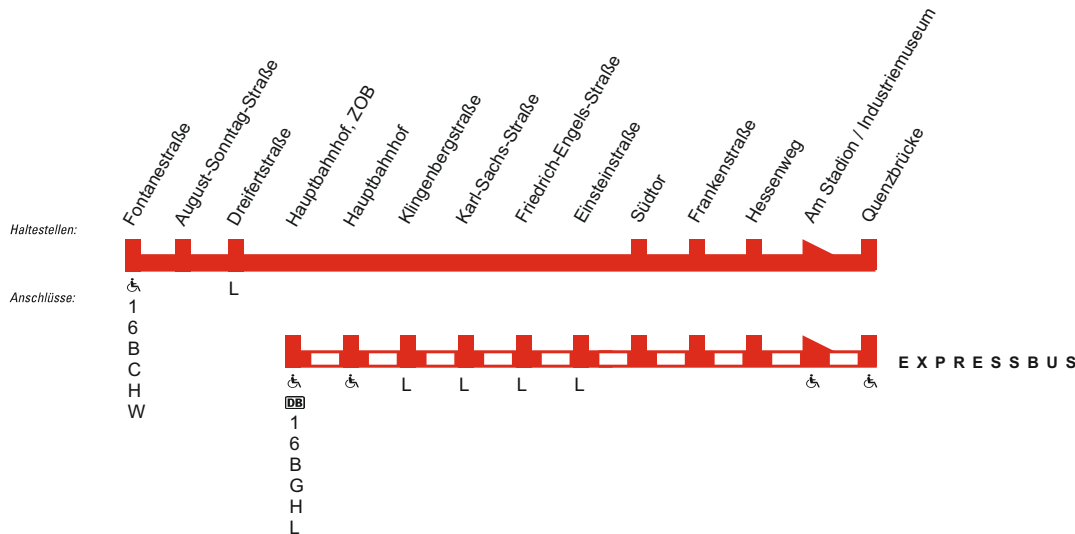 Fontanestraße
August-Sonntag-Straße
Dreifertstraße
Hauptbahnhof, ZOB
Hauptbahnhof
Klingenbergstraße
Karl-Sachs-Straße
Friedrich-Engels-Straße
Einsteinstraße
Südtor
Frankenstraße
Hessenweg
Am Stadion / Industriemuseum
Quenzbrücke
Haltestellen:
Anschlüsse:
L
1
6
B
C
H
W
EXPRESSBUS
L
L
L
L
DB
1
6
B
G
H
L